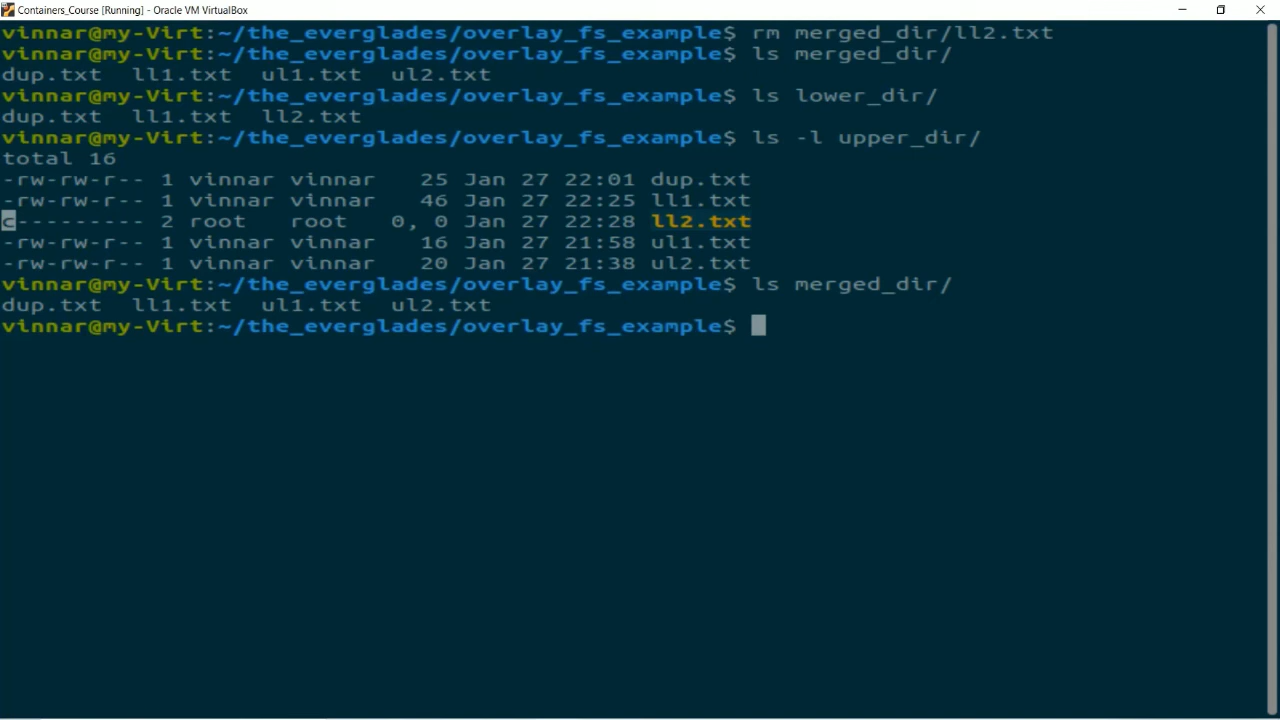 Containers_Course [Running] - Oracle VM VirtualBox
vinnar@my-Virt:~/the_everglades/overlay_fs_example$ rm merged_dir/ll2.txt
vinnar@my-Virt:~/the_everglades/overlay_fs_example$ ls merged_dir/
dup.txt  ll1.txt  ul1.txt  ul2.txt
vinnar@my-Virt:~/the_everglades/overlay_fs_example$ ls lower_dir/
dup.txt  ll1.txt  ll2.txt
vinnar@my-Virt:~/the_everglades/overlay_fs_example$ ls -l upper_dir/
total 16
-rw-rw-r-- 1 vinnar vinnar   25 Jan 27 22:01 dup.txt
-rw-rw-r-- 1 vinnar vinnar   46 Jan 27 22:25 ll1.txt
c--------- 2 root   root   0, 0 Jan 27 22:28 ll2.txt
-rw-rw-r-- 1 vinnar vinnar   16 Jan 27 21:58 ul1.txt
-rw-rw-r-- 1 vinnar vinnar   20 Jan 27 21:38 ul2.txt
vinnar@my-Virt:~/the_everglades/overlay_fs_example$ ls merged_dir/
dup.txt  ll1.txt  ul1.txt  ul2.txt
vinnar@my-Virt:~/the_everglades/overlay_fs_example$